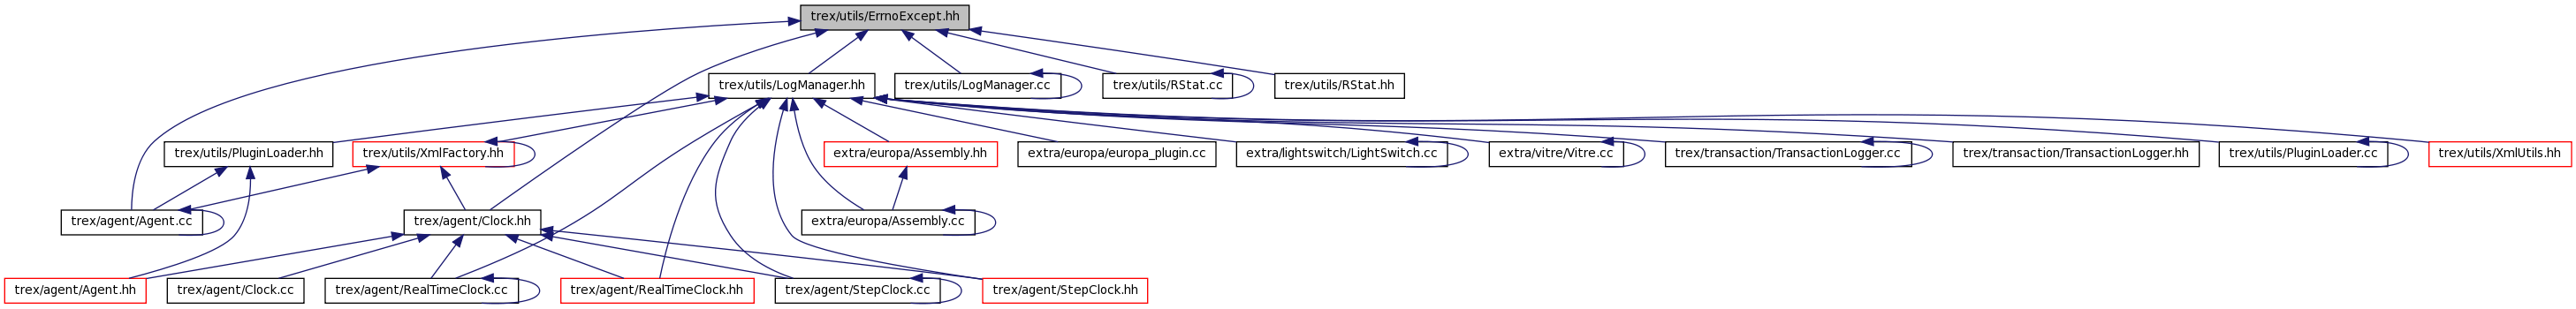 trex/utils/ErrnoExcept.hh
trex/utils/LogManager.hh
trex/utils/LogManager.cc
trex/utils/RStat.cc
trex/utils/RStat.hh
trex/utils/PluginLoader.hh
trex/utils/XmlFactory.hh
extra/europa/Assembly.hh
extra/europa/europa_plugin.cc
extra/lightswitch/LightSwitch.cc
extra/vitre/Vitre.cc
trex/transaction/TransactionLogger.cc
trex/transaction/TransactionLogger.hh
trex/utils/PluginLoader.cc
trex/utils/XmlUtils.hh
trex/agent/Agent.cc
trex/agent/Clock.hh
extra/europa/Assembly.cc
trex/agent/Agent.hh
trex/agent/Clock.cc
trex/agent/RealTimeClock.cc
trex/agent/RealTimeClock.hh
trex/agent/StepClock.cc
trex/agent/StepClock.hh